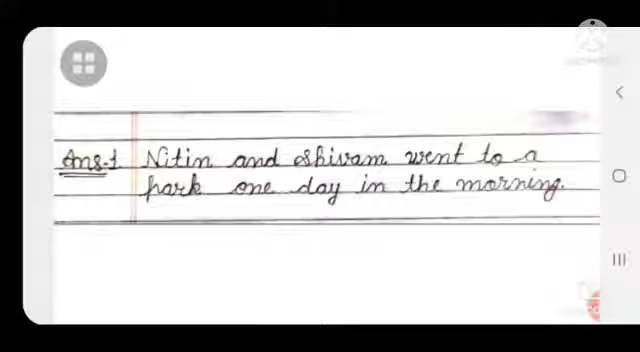 Ans-1 Nitin and Shivam went to a
park one day in the morning.